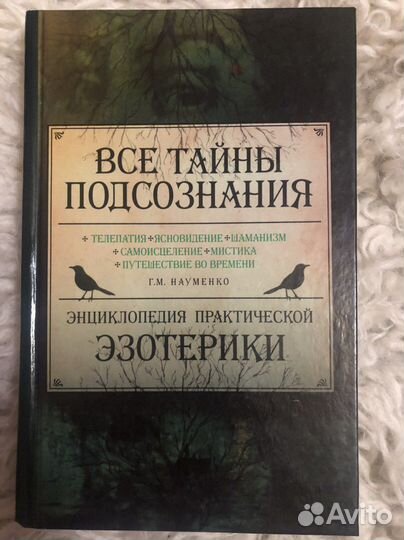 ВСЕ ТАЙНЫ
ПОДСОЗНАНИЯ
+ ТЕЛЕПАТИЯ + ЯСНОВИДЕНИЕ + ШАМАНИЗМ
+ САМОИСЦЕЛЕНИЕ + МИСТИКА
+ ПУТЕШЕСТВИЕ ВО ВРЕМЕНИ
Г.М. НАУМЕНКО
ЭНЦИКЛОПЕДИЯ ПРАКТИЧЕСКОЙ
ЭЗОТЕРИКИ
Avito